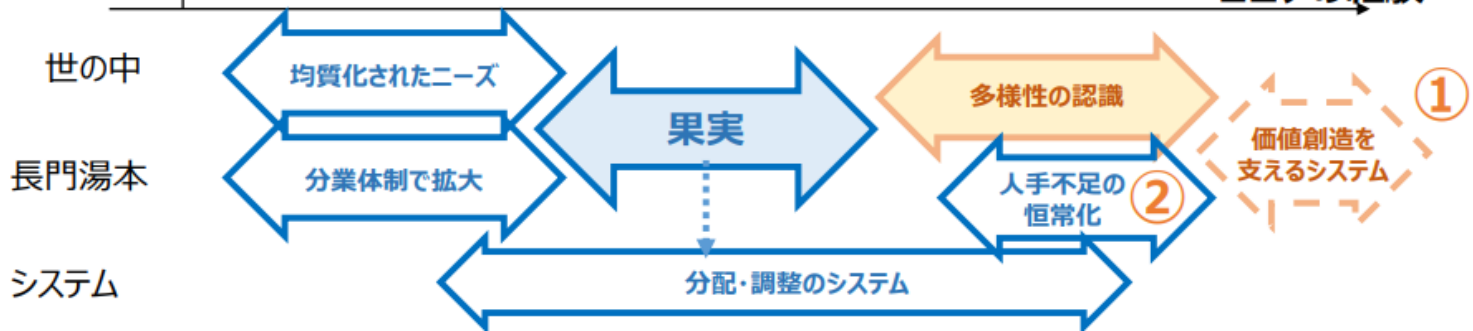 世の中
均質化されたニーズ
果実
多様性の認識
①
価値創造を
支えるシステム
長門湯本
分業体制で拡大
人手不足の
恒常化
②
システム
分配・調整のシステム